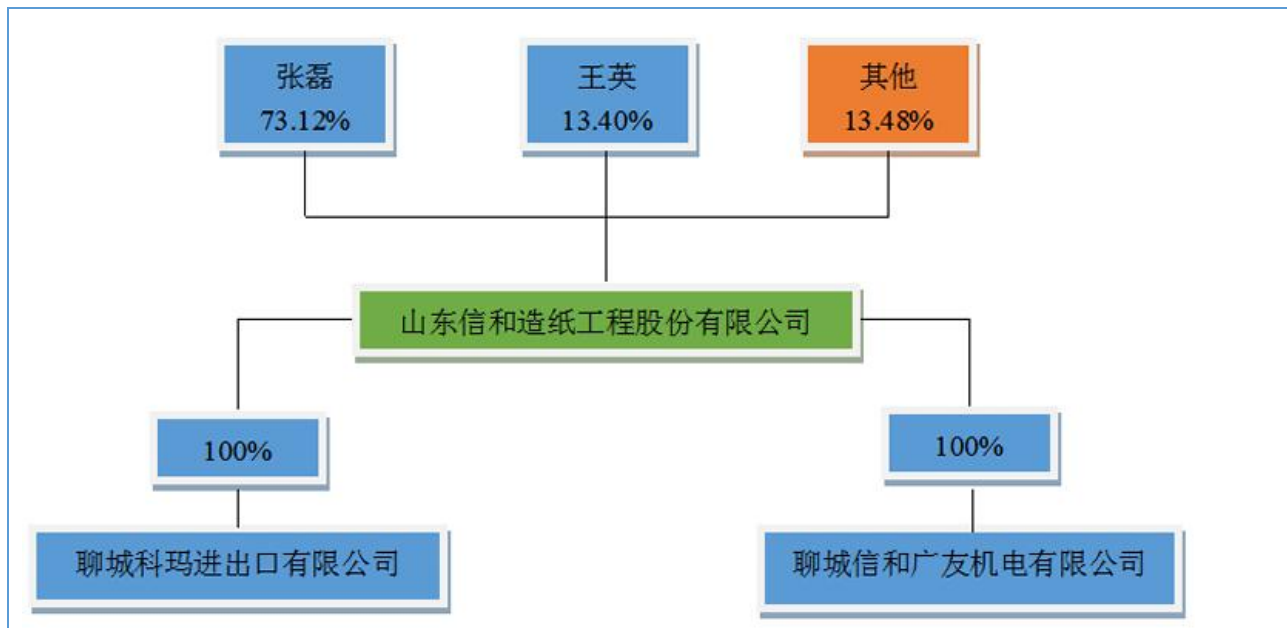 张磊
73.12%
王英
13.40%
其他
13.48%
山东信和造纸工程股份有限公司
100%
100%
聊城科玛进出口有限公司
聊城信和广友机电有限公司